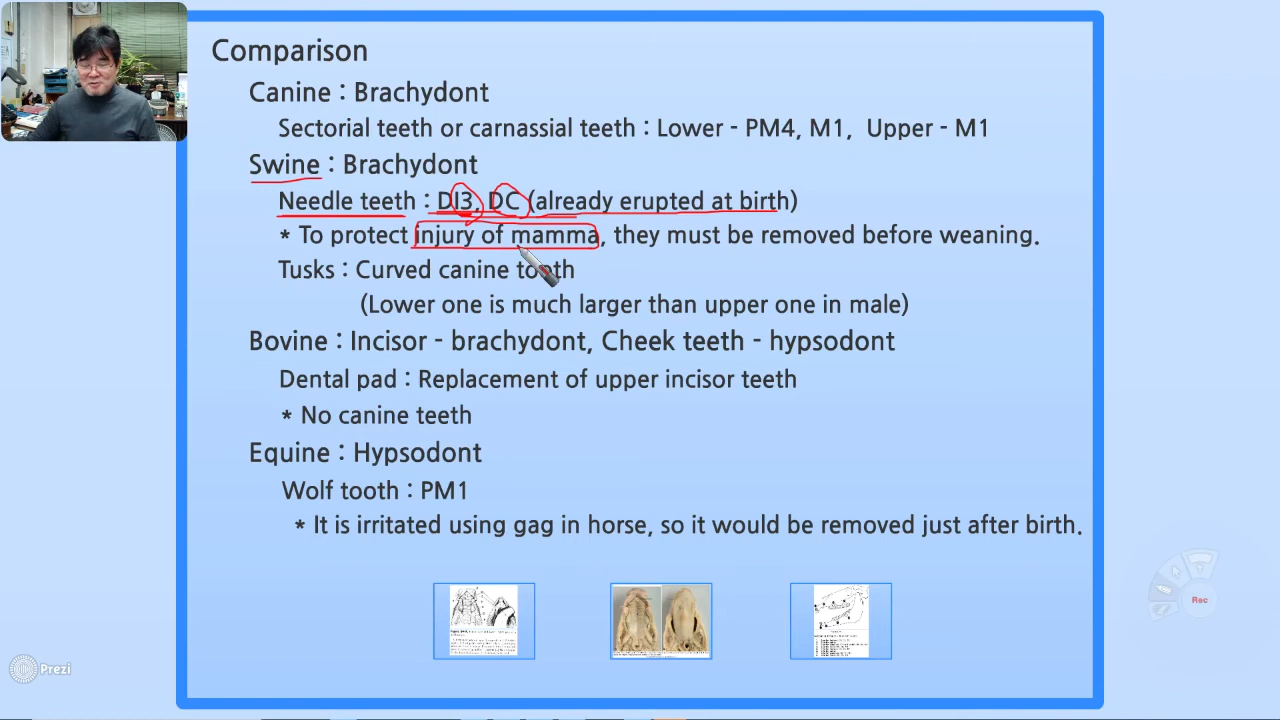 Comparison
Canine : Brachydont
Sectorial teeth or carnassial teeth : Lower - PM4, M1, Upper - M1
Swine : Brachydont
Needle teeth : DI3, DC (already erupted at birth)
* To protect injury of mamma, they must be removed before weaning.
Tusks : Curved canine tooth
(Lower one is much larger than upper one in male)
Bovine : Incisor - brachydont, Cheek teeth - hypsodont
Dental pad : Replacement of upper incisor teeth
* No canine teeth
Equine : Hypsodont
Wolf tooth : PM1
* It is irritated using gag in horse, so it would be removed just after birth.
Rec
Prezi